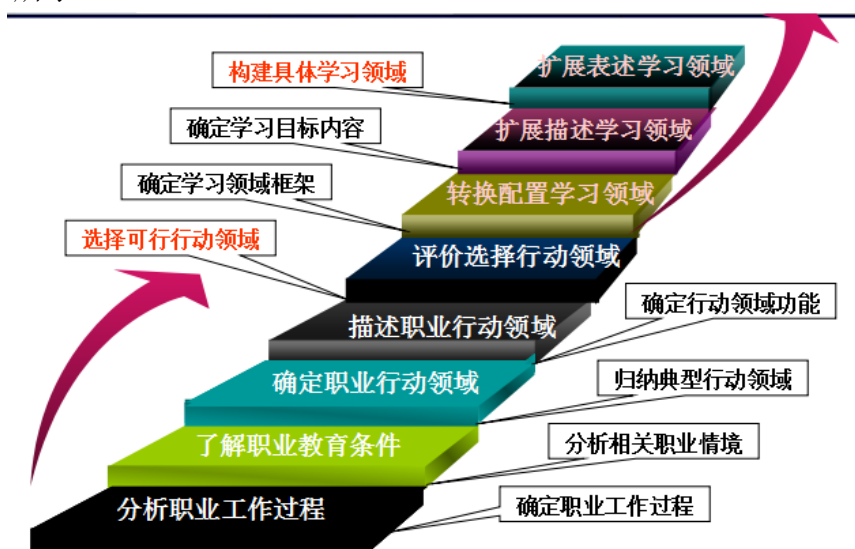 构建具体学习领域
扩展表述学习领域
确定学习目标内容
扩展描述学习领域
确定学习领域框架
转换配置学习领域
选择可行行动领域
评价选择行动领域
确定行动领域功能
描述职业行动领域
归纳典型行动领域
确定职业行动领域
分析相关职业情境
了解职业教育条件
确定职业工作过程
分析职业工作过程